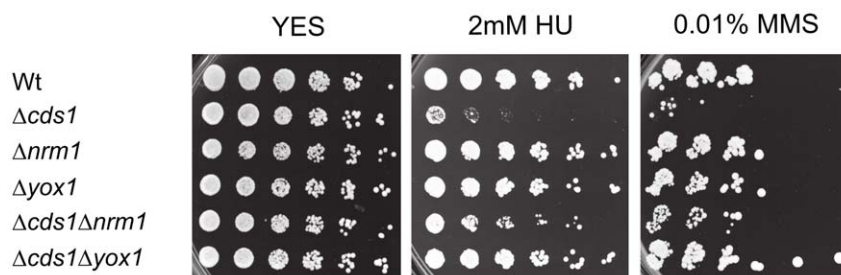 YES 2mM HU 0.01% MMS
Wt
Δcds1
Δnrm1
Δyox1
Δcds1Δnrm1
Δcds1Δyox1